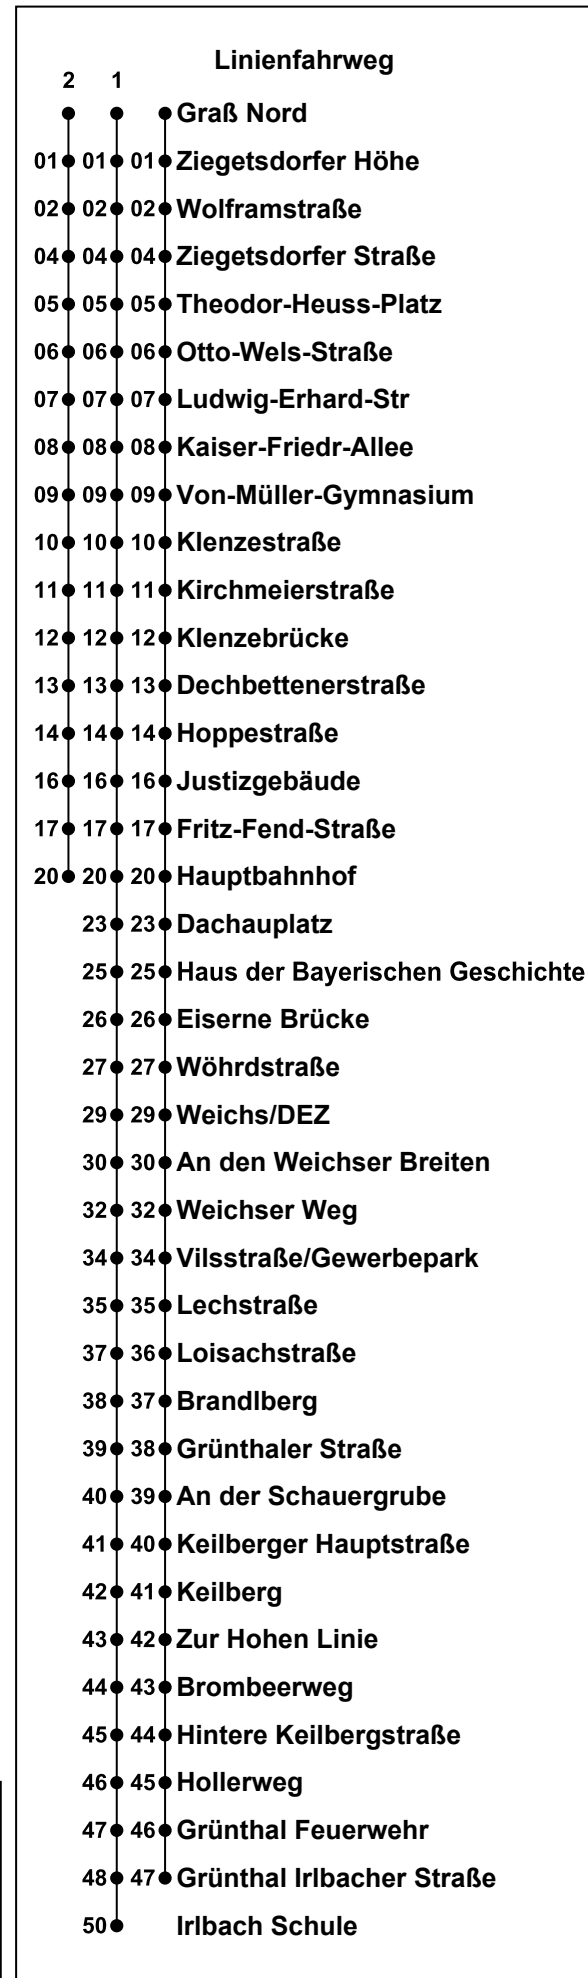 Linienfahrweg
2 1
Graß Nord
01 01 01 Ziegetsdorfer Höhe
02 02 02 Wolframstraße
04 04 04 Ziegetsdorfer Straße
05 05 05 Theodor-Heuss-Platz
06 06 06 Otto-Wels-Straße
07 07 07 Ludwig-Erhard-Str
08 08 08 Kaiser-Friedr-Allee
09 09 09 Von-Müller-Gymnasium
10 10 10 Klenzestraße
11 11 11 Kirchmeierstraße
12 12 12 Klenzebrücke
13 13 13 Dechbettenerstraße
14 14 14 Hoppestraße
16 16 16 Justizgebäude
17 17 17 Fritz-Fend-Straße
20 20 20 Hauptbahnhof
23 23 Dachauplatz
25 25 Haus der Bayerischen Geschichte
26 26 Eiserne Brücke
27 27 Wöhrdstraße
29 29 Weichs/DEZ
30 30 An den Weichser Breiten
32 32 Weichser Weg
34 34 Vilsstraße/Gewerbepark
35 35 Lechstraße
37 36 Loisachstraße
38 37 Brandlberg
39 38 Grünthaler Straße
40 39 An der Schauergrube
41 40 Keilberger Hauptstraße
42 41 Keilberg
43 42 Zur Hohen Linie
44 43 Brombeerweg
45 44 Hintere Keilbergstraße
46 45 Hollerweg
47 46 Grünthal Feuerwehr
48 47 Grünthal Irlbacher Straße
50 Irlbach Schule